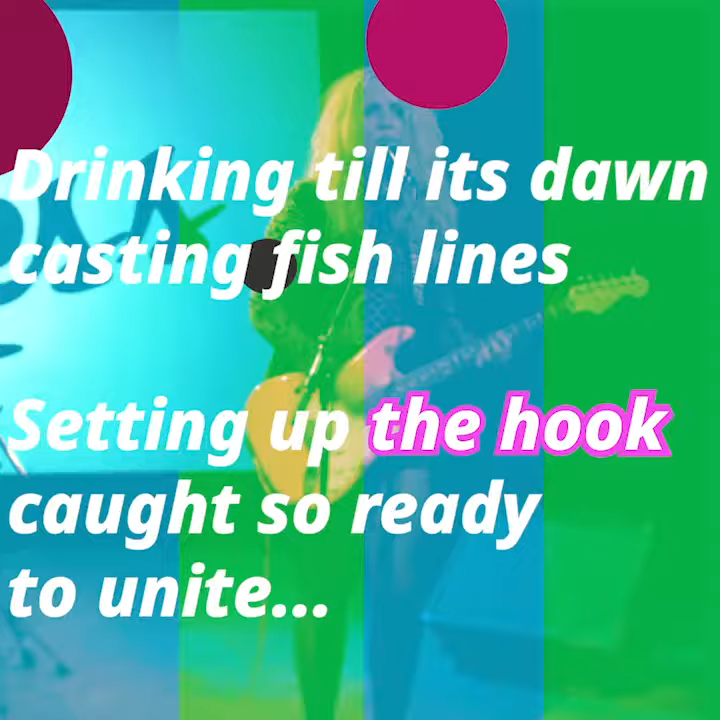 Drinking till its dawn
casting fish lines
Setting up the hook
caught so ready
to unite...